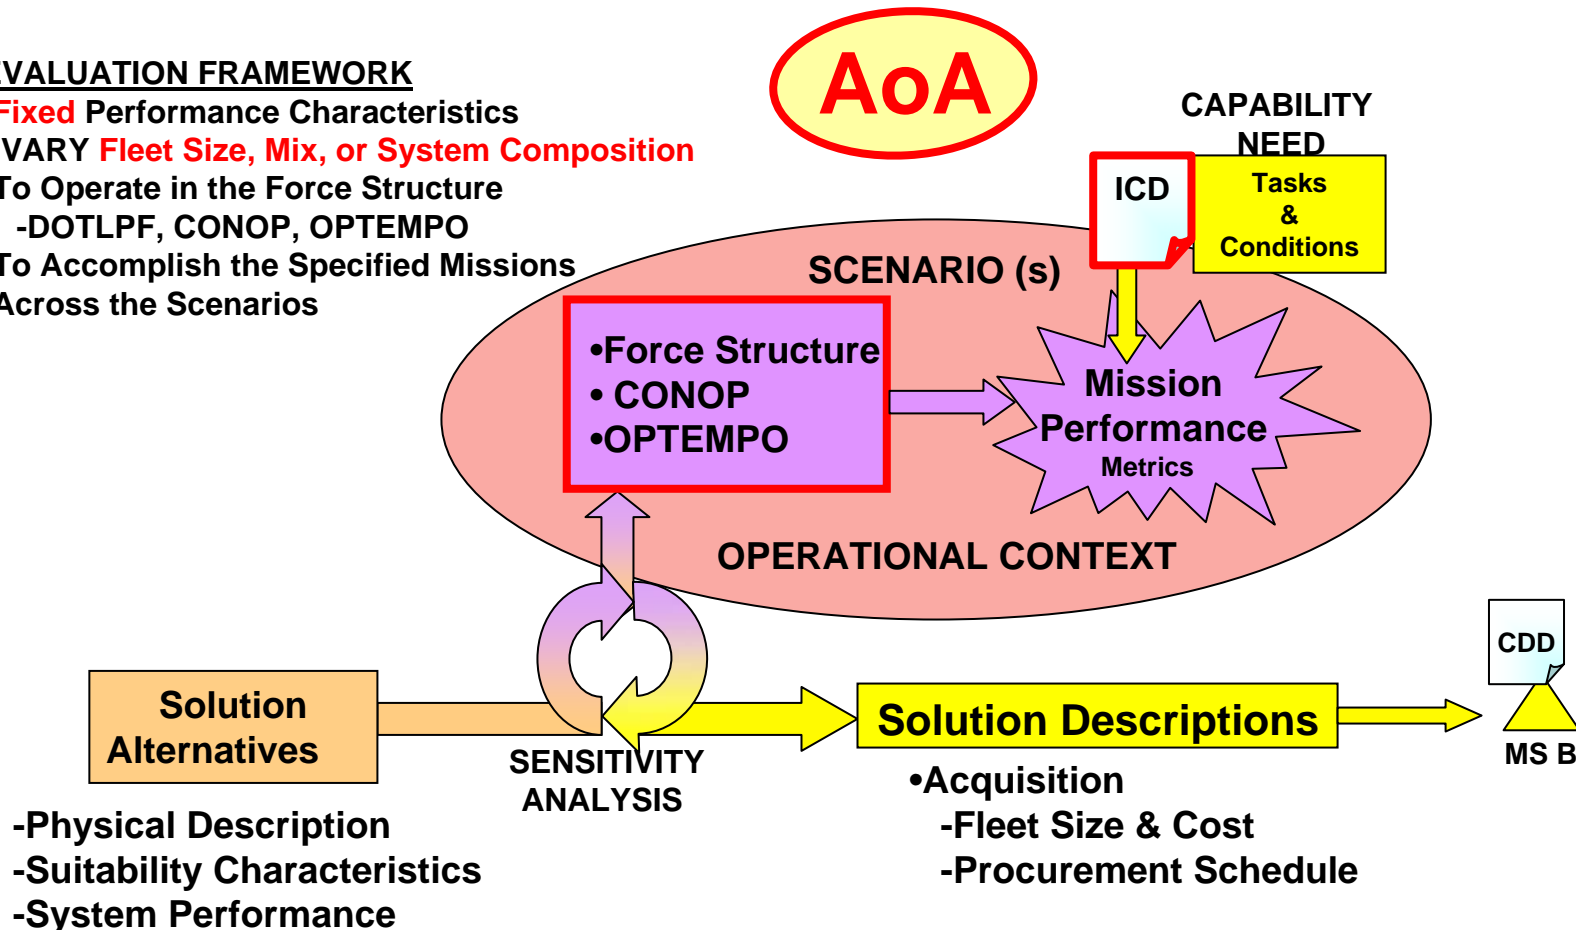 EVALUATION FRAMEWORK
Fixed Performance Characteristics
VARY Fleet Size, Mix, or System Composition
To Operate in the Force Structure
-DOTLPF, CONOP, OPTEMPO
To Accomplish the Specified Missions
Across the Scenarios
AoA
CAPABILITY
NEED
ICD
Tasks
&
Conditions
SCENARIO (s)
•Force Structure
• CONOP
•OPTEMPO
Mission
Performance
Metrics
OPERATIONAL CONTEXT
Solution
Alternatives
-Physical Description
-Suitability Characteristics
-System Performance
SENSITIVITY
ANALYSIS
Solution Descriptions
•Acquisition
-Fleet Size & Cost
-Procurement Schedule
CDD
MS B